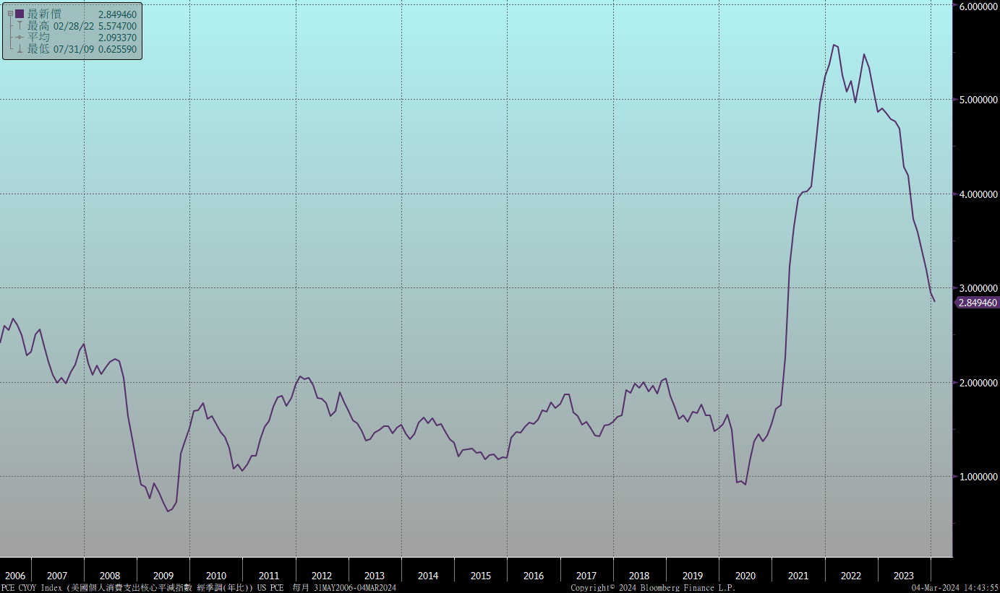 最新價 2.849460
最高 02/28/22 5.574700
平均 2.093370
最低 07/31/09 0.625590
6.000000
5.000000
4.000000
3.000000
2.849460
2.000000
1.000000
2006 2007 2008 2009 2010 2011 2012 2013 2014 2015 2016 2017 2018 2019 2020 2021 2022 2023
PCE CYOY Index (美國個人消費支出核心平減指數 經季調(年比)) US PCE 每月 31MAY2006-04MAR2024 Copyright© 2024 Bloomberg Finance L.P. 04-Mar-2024 14:43:55